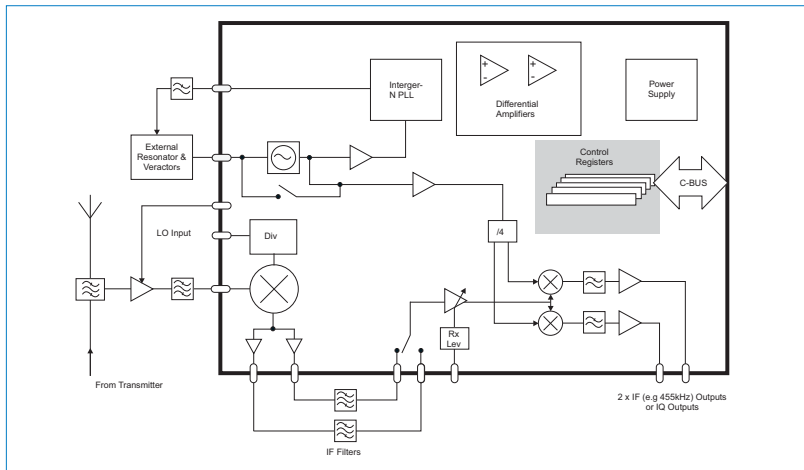 Interger-
N PLL
+
-
+
-
Differential
Amplifiers
Power
Supply
External
Resonator &
Veractors
Control
Registers
C-BUS
LO Input
Div
/4
Rx
Lev
From Transmitter
IF Filters
2 x IF (e.g 455kHz) Outputs
or IQ Outputs